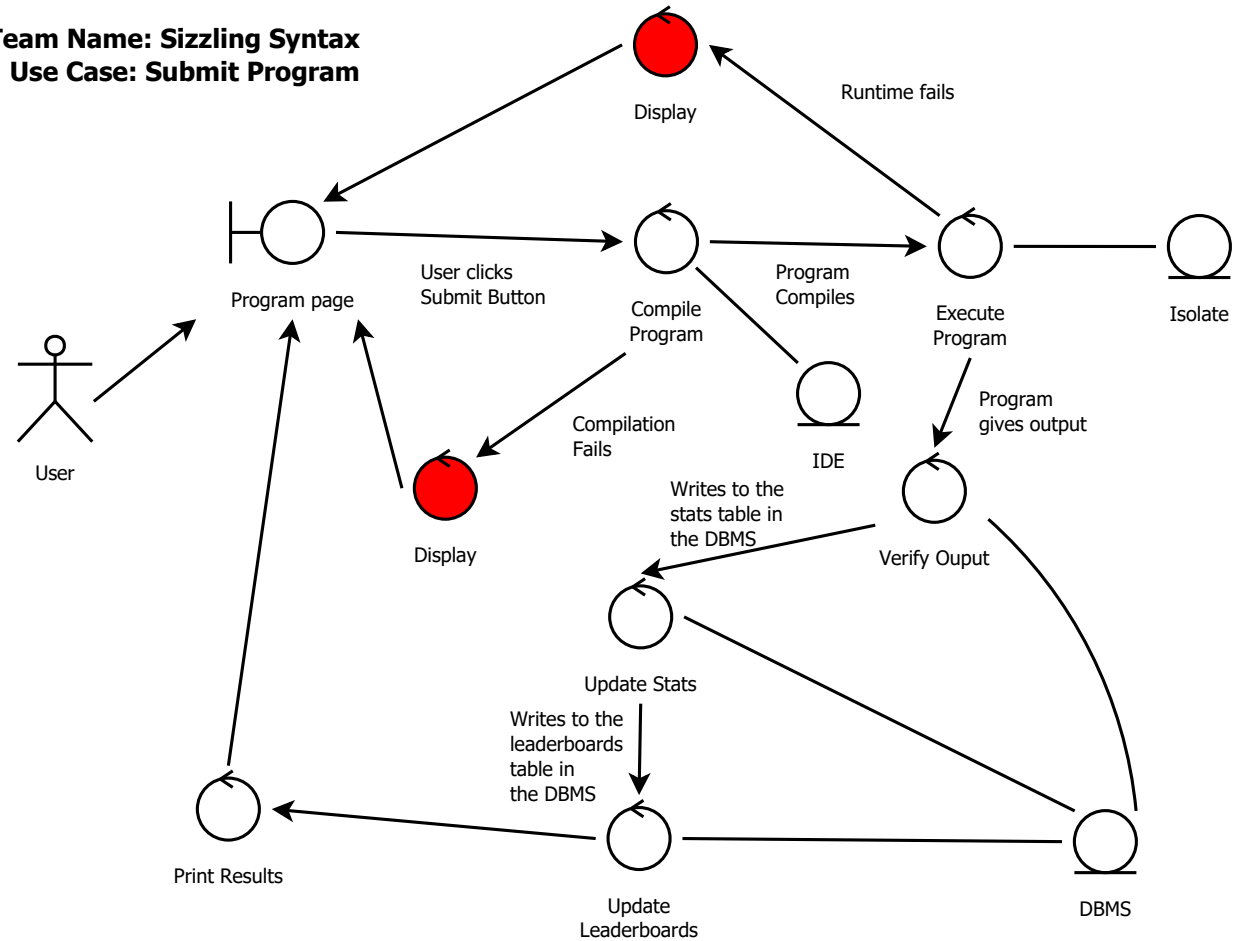 Team Name: Sizzling Syntax
Use Case: Submit Program
Display
Runtime fails
Program page
User clicks
Submit Button
Compile
Program
Program
Compiles
Execute
Program
Isolate
User
Compilation
Fails
Display
IDE
Program
gives output
Verify Ouput
Writes to the
stats table in
the DBMS
Update Stats
Writes to the
leaderboards
table in
the DBMS
Print Results
Update
Leaderboards
DBMS